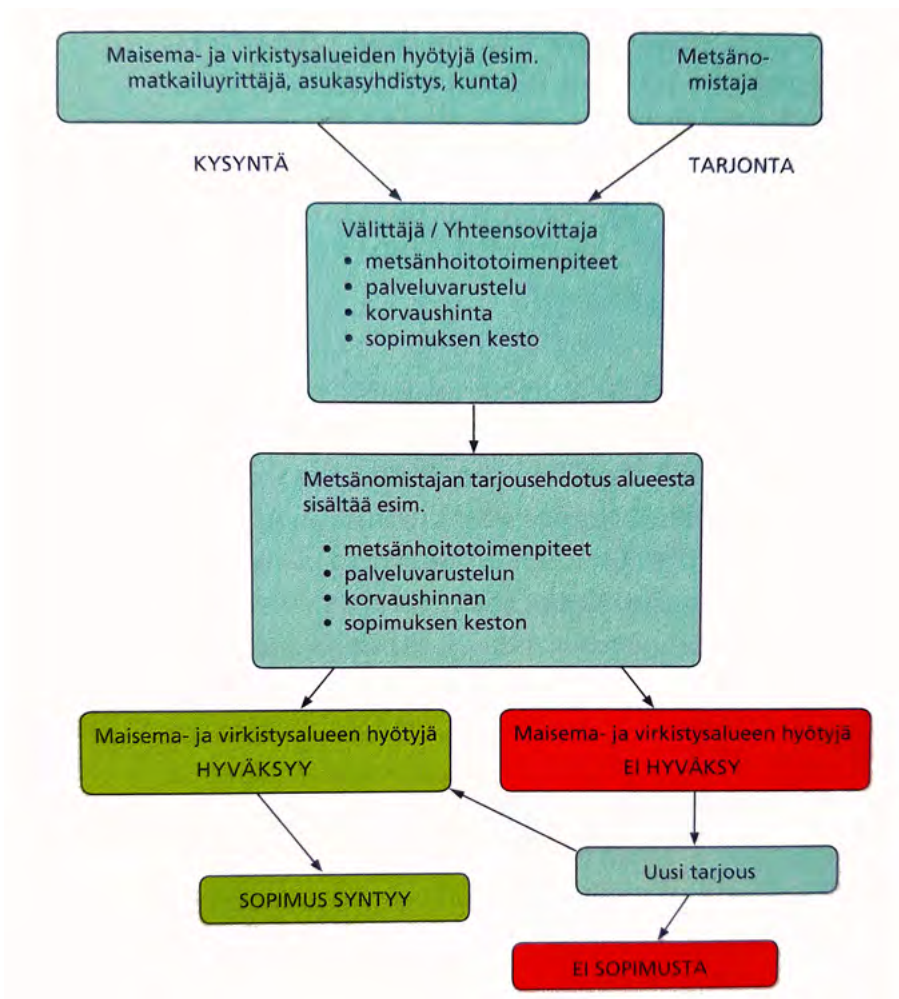 Maisema- ja virkistysalueiden hyötyjä (esim.
matkailuyrittäjä, asukasyhdistys, kunta)
Metsäno-
mistaja
KYSYNTÄ
TARJONTA
Välittäjä / Yhteensovittaja
• metsänhoitotoimenpiteet
• palveluvarustelu
• korvaushinta
• sopimuksen kesto
Metsänomistajan tarjousehdotus alueesta
sisältää esim.
• metsänhoitotoimenpiteet
• palveluvarustelun
• korvaushinnan
• sopimuksen keston
Maisema- ja virkistysalueen hyötyjä
HYVÄKSYY
Maisema- ja virkistysalueen hyötyjä
EI HYVÄKSY
Uusi tarjous
SOPIMUS SYNTYY
EI SOPIMUSTA